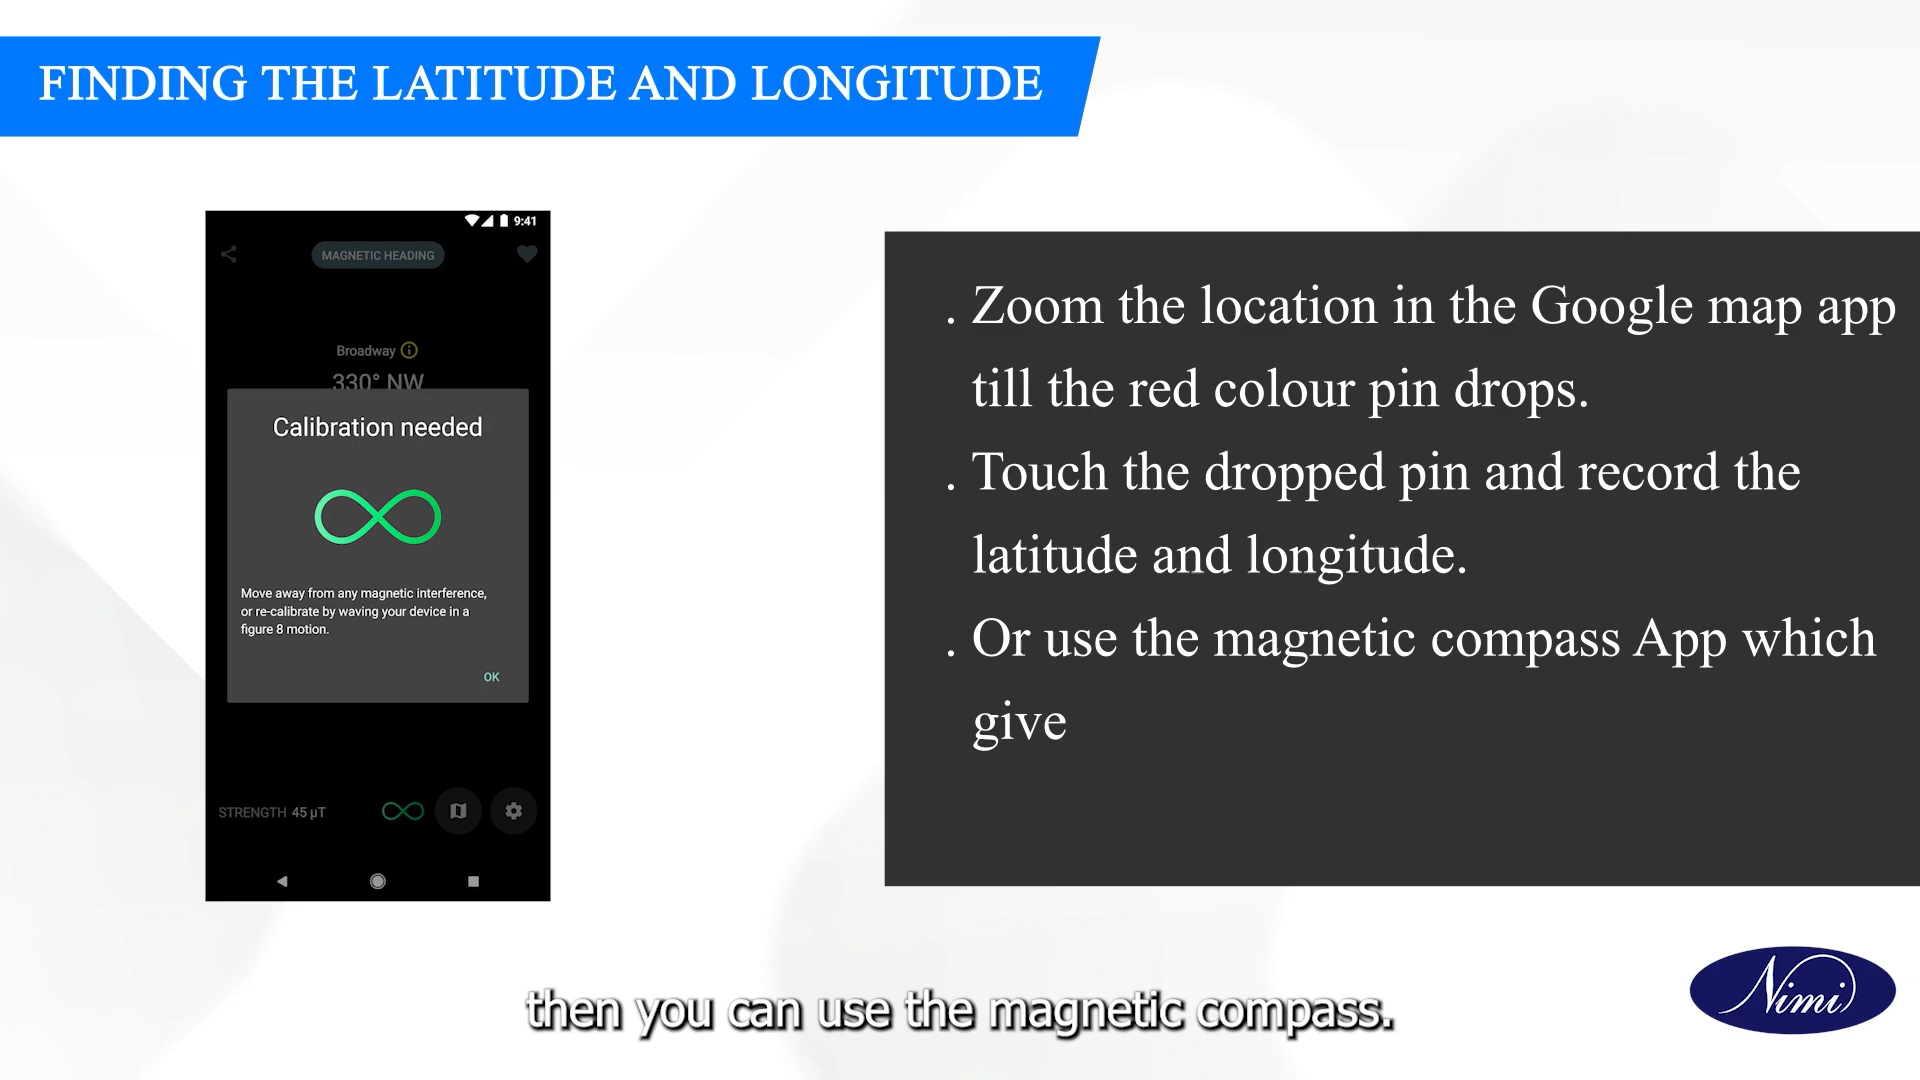 FINDING THE LATITUDE AND LONGITUDE
9:41
MAGNETIC HEADING
Broadway
330° NW
Calibration needed
Move away from any magnetic interference,
or re-calibrate by waving your device in a
figure 8 motion.
OK
STRENGTH 45 µT
. Zoom the location in the Google map app
till the red colour pin drops.
. Touch the dropped pin and record the
latitude and longitude.
. Or use the magnetic compass App which
give
then you can use the magnetic compass.
Nimi